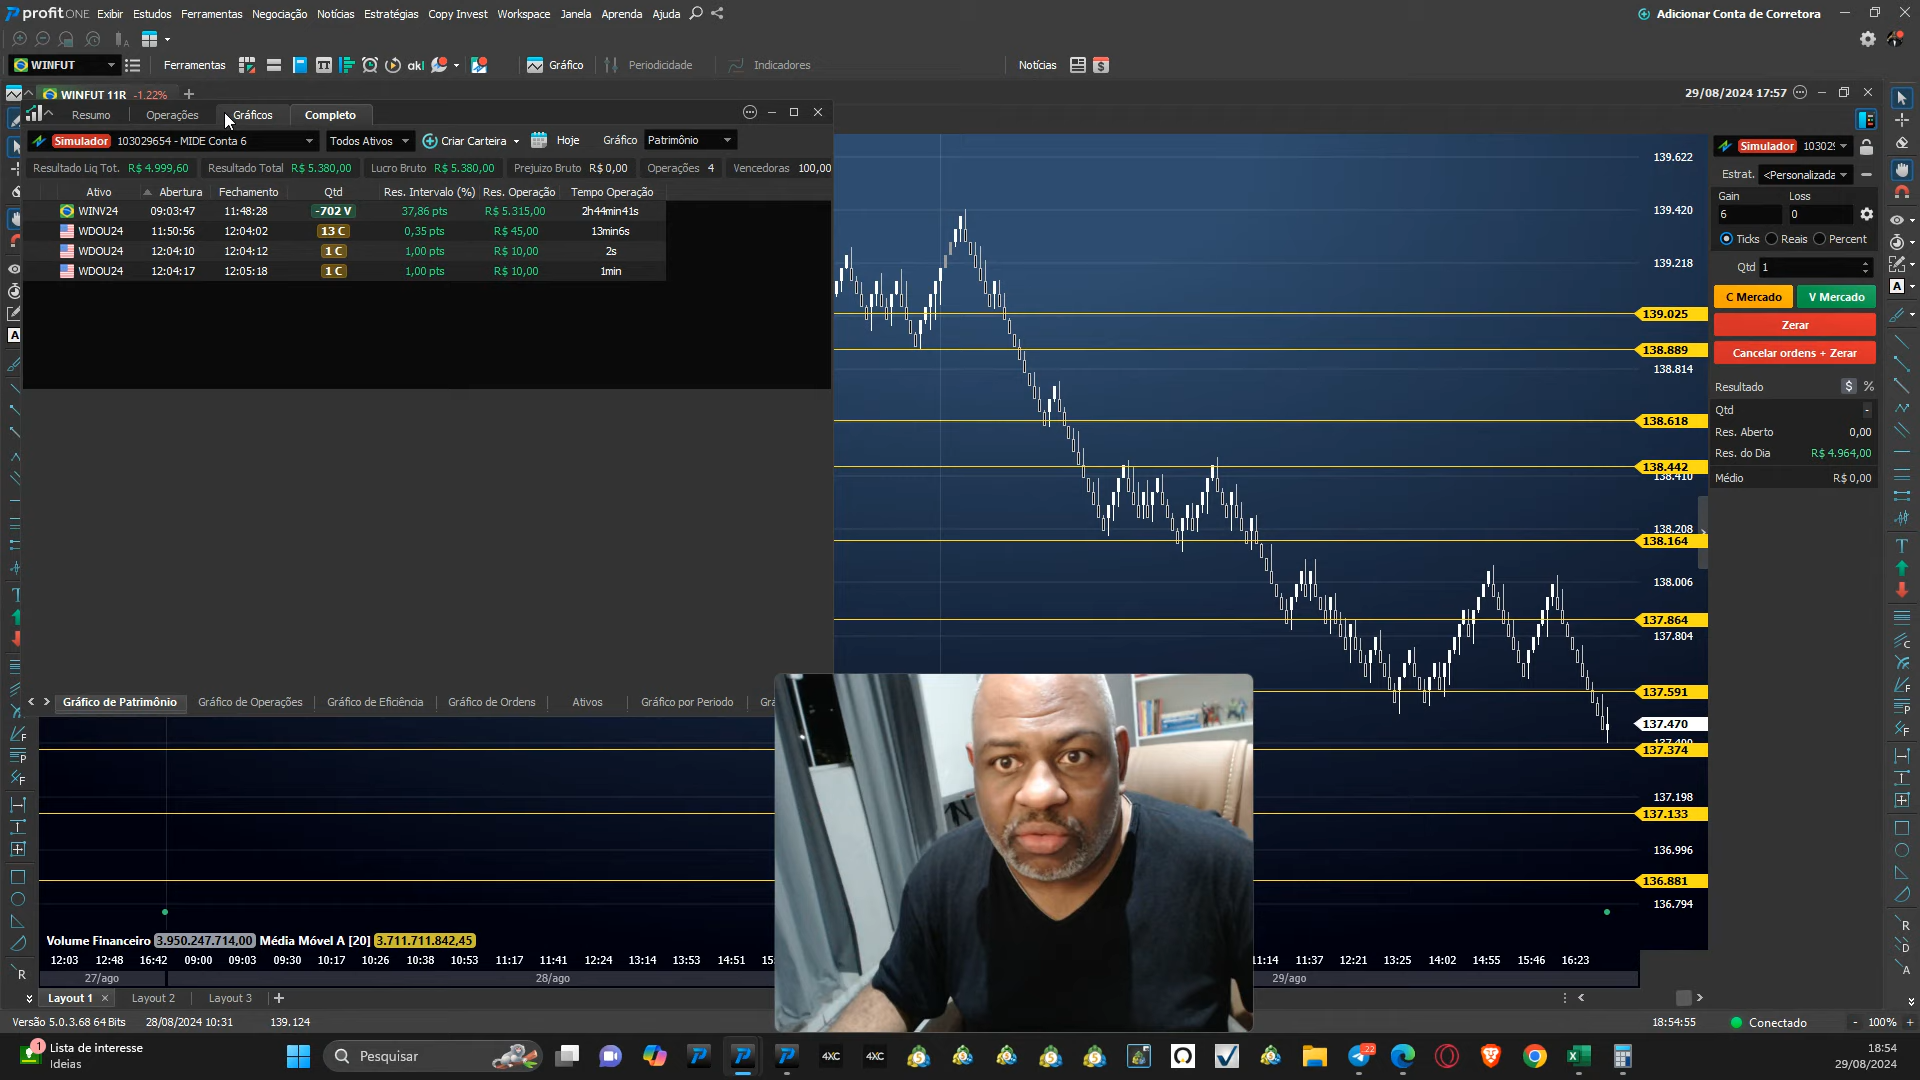 profitONE Exibir Estudos Ferramentas Negociação Notícias Estratégias Copy Invest Workspace Janela Aprenda Ajuda
Adicionar Conta de Corretora
WINFUT Ferramentas Gráfico Periodicidade Indicadores Notícias
WINFUT 11R -1.22%
29/08/2024 17:57
Resumo Operações Gráficos Completo
Simulador 103029654 - MIDE Conta 6 Todos Ativos Criar Carteira Hoje Gráfico Patrimônio
Resultado Liq Tot. R$ 4.999,60 Resultado Total R$ 5.380,00 Lucro Bruto R$ 5.380,00 Prejuizo Bruto R$ 0,00 Operações 4 Vencedoras 100,00
Ativo Abertura Fechamento Qtd Res. Intervalo (%) Res. Operação Tempo Operação
WINV24 09:03:47 11:48:28 -702 V 37,86 pts R$ 5.315,00 2h44min41s
WDOU24 11:50:56 12:04:02 13 C 0,35 pts R$ 45,00 13min6s
WDOU24 12:04:10 12:04:12 1 C 1,00 pts R$ 10,00 2s
WDOU24 12:04:17 12:05:18 1 C 1,00 pts R$ 10,00 1min
139.622
139.420
139.218
139.025
138.889
138.814
138.618
138.442
138.410
138.208
138.164
138.006
137.864
137.804
137.591
137.470
137.374
137.198
137.133
136.996
136.881
136.794
Simulador
Estrat. <Personalizada
Gain Loss
6 0
Ticks Reais Percent
Qtd 1
C Mercado V Mercado
Zerar
Cancelar ordens + Zerar
Resultado $ %
Qtd -
Res. Aberto 0,00
Res. do Dia R$ 4.964,00
Médio R$ 0,00
Gráfico de Patrimônio Gráfico de Operações Gráfico de Eficiência Gráfico de Ordens Ativos Gráfico por Periodo
Volume Financeiro 3.950.247.714,00 Média Móvel A [20] 3.711.711.842,45
12:03 12:48 16:42 09:00 09:03 09:30 10:17 10:26 10:38 10:53 11:17 11:41 12:24 13:14 13:53 14:51 11:14 11:37 12:21 13:25 14:02 14:55 15:46 16:23
27/ago 28/ago 29/ago
Layout 1 Layout 2 Layout 3
Versão 5.0.3.68 64 Bits 28/08/2024 10:31 139.124
18:54:55 Conectado - 100% +
Lista de interesse
Ideias
Pesquisar
4XC 4XC
22
18:54
29/08/2024